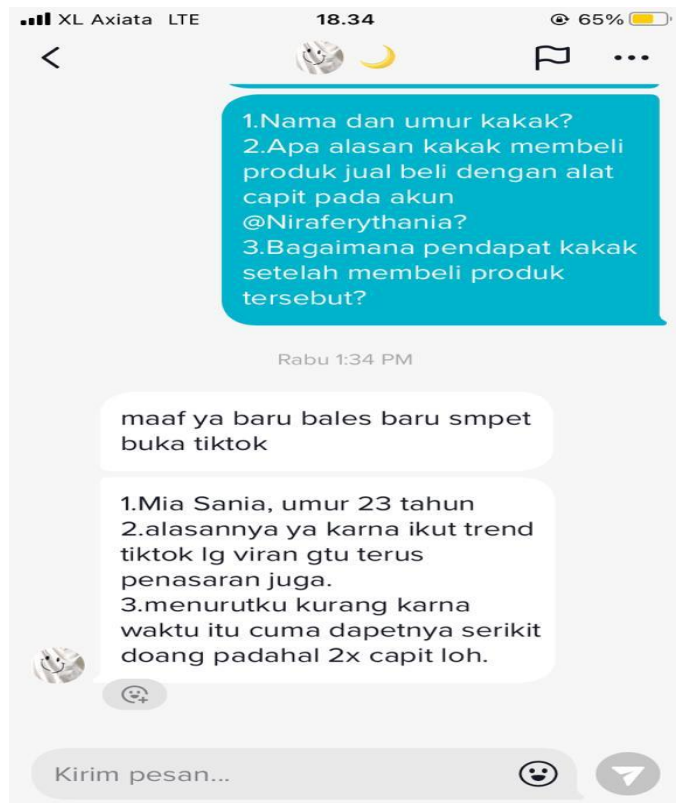 XL Axiata LTE 18.34 65%
1.Nama dan umur kakak?
2.Apa alasan kakak membeli
produk jual beli dengan alat
capit pada akun
@Niraferythania?
3.Bagaimana pendapat kakak
setelah membeli produk
tersebut?
Rabu 1:34 PM
maaf ya baru bales baru smpet
buka tiktok
1.Mia Sania, umur 23 tahun
2.alasannya ya karna ikut trend
tiktok lg viran gtu terus
penasaran juga.
3.menurutku kurang karna
waktu itu cuma dapetnya serikit
doang padahal 2x capit loh.
Kirim pesan...